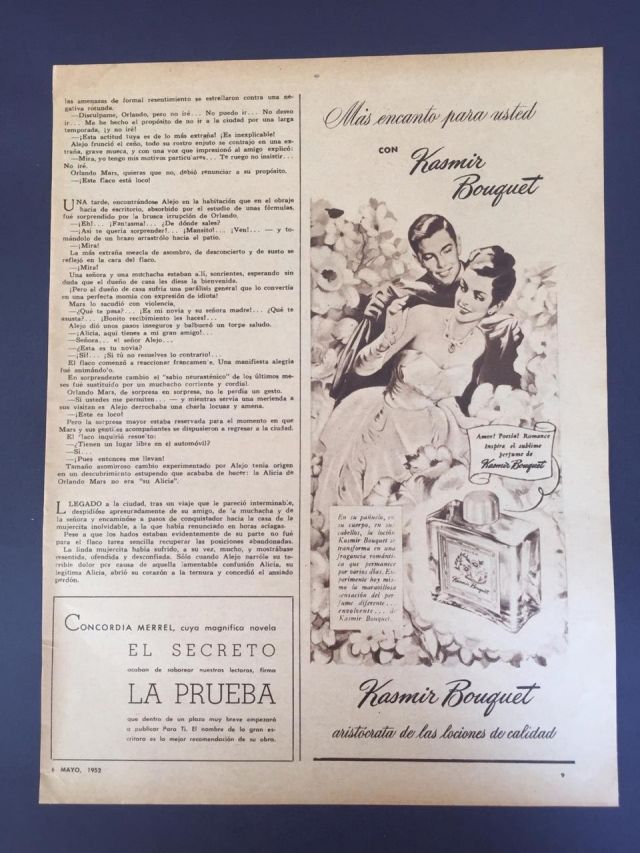 las amenazas de formal resentimiento se estrellaron contra una ne-
gativa rotunda.
—Discúlpame, Orlando, pero no iré... No puedo ir... No deseo
ir... Me he hecho el propósito de no ir a la ciudad por una larga
temporada, ¡y no iré!
—¡Esta actitud tuya es de lo más extraña! ¡Es inexplicable!
Alejo frunció el ceño, todo su rostro enjuto se contrajo en una ex-
traña, grave mueca, y con una voz que impresionó al amigo explicó:
—Mira, yo tengo mis motivos particulares... Te ruego no insistir...
No iré.
Orlando Mars, quieras que no, debió renunciar a su propósito.
—¡Este flaco está loco!
UNA tarde, encontrándose Alejo en la habitación que en el obraje
hacía de escritorio, absorbido por el estudio de unas fórmulas,
fué sorprendido por la brusca irrupción de Orlando.
—¡Eh!... ¡Fantasma!... ¿De dónde sales?
—¡Así te quería sorprender!... ¡Mansito!... ¡Ven!... — y to-
mándolo de un brazo arrastrólo hacia el patio.
—¡Mira!
La más extraña mezcla de asombro, de desconcierto y de susto se
reflejó en la cara del flaco.
—¡Mira!
Una señora y una muchacha estaban allí, sonrientes, esperando sin
duda que el dueño de casa les diese la bienvenida.
¡Pero el dueño de casa sufría una parálisis general que lo convertía
en una perfecta momia con expresión de idiota!
Mars lo sacudió con violencia.
—¿Qué te pasa?... ¡Es mi novia y su señora madre!... ¿Qué te
asusta?... ¡Bonito recibimiento les haces!...
Alejo dió unos pasos inseguros y balbuceó un torpe saludo.
—¡Alicia, aquí tienes a mi gran amigo!...
—Señora... el señor Alejo...
—¿Esta es tu novia?
—¡Sí!... ¡Si tú no resuelves lo contrario!...
El flaco comenzó a reaccionar francamente. Una manifiesta alegría
fué animándolo.
En sorprendente cambio el "sabio neurasténico" de los últimos me-
ses fué sustituído por un muchacho corriente y cordial.
Orlando Mars, de sorpresa en sorpresa, no le perdía un gesto.
—Si ustedes me permiten... — y mientras servía una merienda a
sus visitantes Alejo derrochaba una charla locuaz y amena.
—¡Este es loco!
Pero la sorpresa mayor estaba reservada para el momento en que
Mars y sus gentiles acompañantes se dispusieron a regresar a la ciudad.
El flaco inquirió resuelto:
—¿Tienen un lugar libre en el automóvil?
—Sí...
—¡Pues entonces me llevan!
Tamaño asombroso cambio experimentado por Alejo tenía origen
en un descubrimiento estupendo que acababa de hacer: la Alicia de
Orlando Mars no era "su Alicia".
LLEGADO a la ciudad, tras un viaje que le pareció interminable,
despidióse apresuradamente de su amigo, de la muchacha y de
la señora y encaminóse a pasos de conquistador hacia la casa de la
mujercita inolvidable, a la que había renunciado en horas aciagas.
Pese a que los hados estaban evidentemente de su parte no fué
para el flaco tarea sencilla recuperar las posiciones abandonadas.
La linda mujercita había sufrido, a su vez, mucho, y mostrábase
resentida, ofendida y desconfiada. Sólo cuando Alejo narróle su te-
rrible dolor por causa de aquella lamentable confusión Alicia, su
legítima Alicia, abrió su corazón a la ternura y concedió el ansiado
perdón.
CONCORDIA MERREL, cuya magnífica novela
EL SECRETO
acaban de saborear nuestros lectores, firma
LA PRUEBA
que dentro de un plazo muy breve empezará
a publicar Para Ti. El nombre de la gran es-
critora es la mejor recomendación de su obra.
6 MAYO, 1952
Más encanto para usted
CON Kasmir
Bouquet
Amor! Poesía! Romance
Inspira el sublime
perfume de
Kasmir Bouquet
En su pañuelo, en
su cuerpo, en sus
cabellos, la loción
Kasmir Bouquet se
transforma en una
fragancia románti-
ca que permanece
por varios días. Ex-
perimente hoy mis-
mo la maravillosa
sensación del per-
fume diferente...
envolvente... de
Kasmir Bouquet.
Kasmir Bouquet
Kasmir Bouquet
aristócrata de las lociones de calidad
9